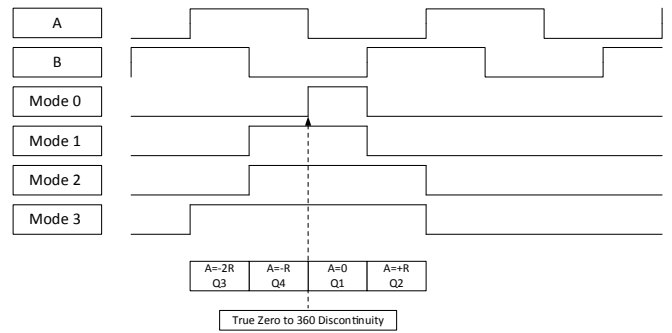 A
B
Mode 0
Mode 1
Mode 2
Mode 3
A=-2R A=-R A=0 A=+R
Q3 Q4 Q1 Q2
True Zero to 360 Discontinuity